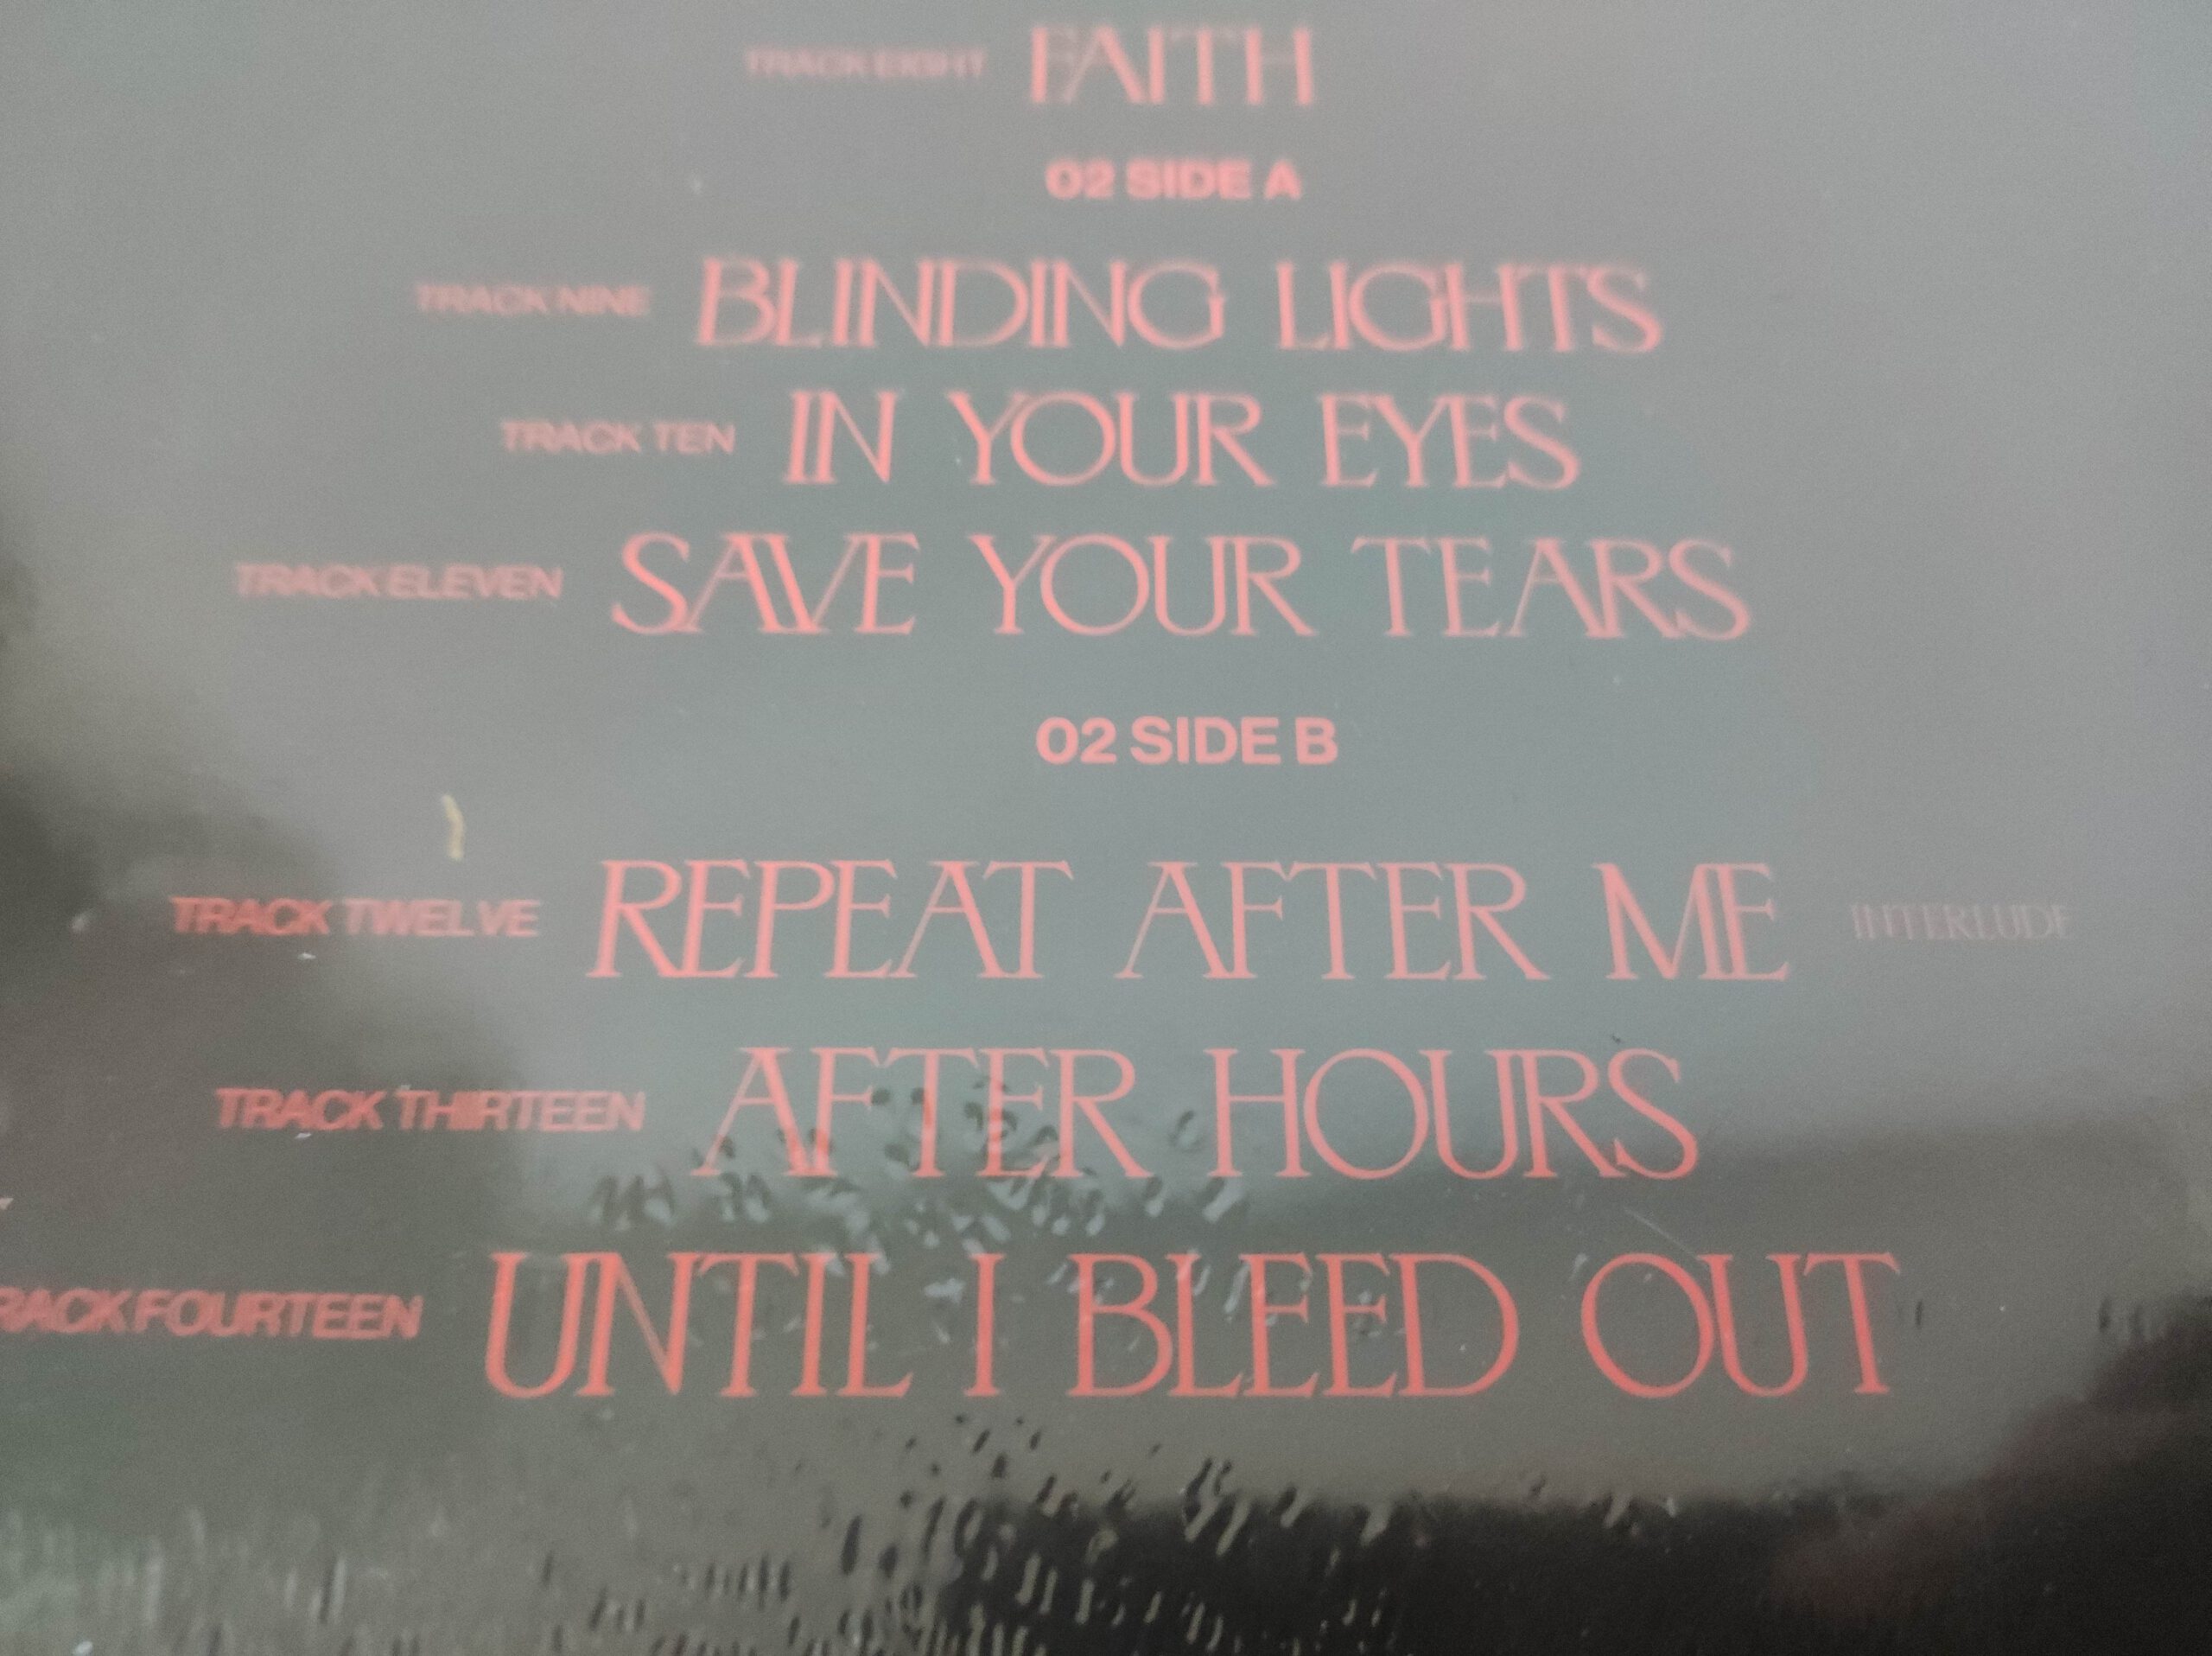 TRACK EIGHT FAITH
02 SIDE A
TRACK NINE BLINDING LIGHTS
TRACK TEN IN YOUR EYES
TRACK ELEVEN SAVE YOUR TEARS
02 SIDE B
TRACK TWELVE REPEAT AFTER ME INTERLUDE
TRACK THIRTEEN AFTER HOURS
RACK FOURTEEN UNTIL I BLEED OUT